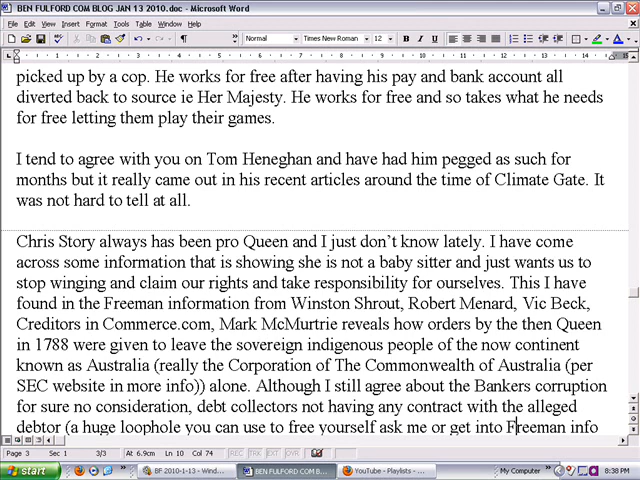 BEN FULFORD COM BLOG JAN 13 2010.doc - Microsoft Word
File Edit View Insert Format Tools Table Window Help
Normal Times New Roman 12 B I U
picked up by a cop. He works for free after having his pay and bank account all
diverted back to source ie Her Majesty. He works for free and so takes what he needs
for free letting them play their games.
I tend to agree with you on Tom Heneghan and have had him pegged as such for
months but it really came out in his recent articles around the time of Climate Gate. It
was not hard to tell at all.
Chris Story always has been pro Queen and I just don't know lately. I have come
across some information that is showing she is not a baby sitter and just wants us to
stop winging and claim our rights and take responsibility for ourselves. This I have
found in the Freeman information from Winston Shrout, Robert Menard, Vic Beck,
Creditors in Commerce.com, Mark McMurtrie reveals how orders by the then Queen
in 1788 were given to leave the sovereign indigenous people of the now continent
known as Australia (really the Corporation of The Commonwealth of Australia (per
SEC website in more info)) alone. Although I still agree about the Bankers corruption
for sure no consideration, debt collectors not having any contract with the alleged
debtor (a huge loophole you can use to free yourself ask me or get into Freeman info
Page 3 Sec 1 3/3 At 6.9cm Ln 10 Col 74 REC TRK EXT OVR
start BF 2010-1-13 - Wind... BEN FULFORD COM B... YouTube - Playlists - ... My Computer 8:38 PM